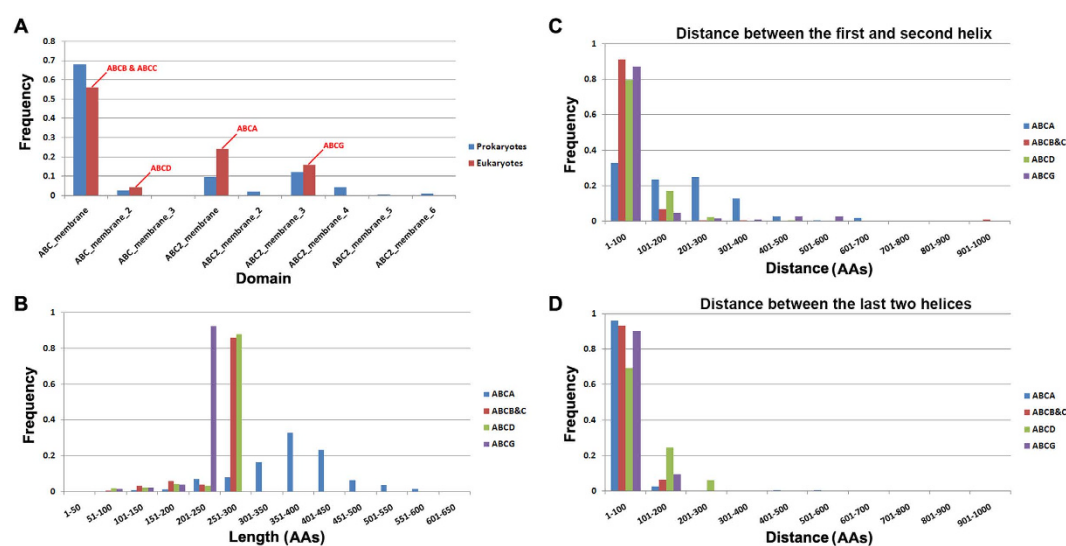 A
0.8
0.7
0.6
0.5
0.4
0.3
0.2
0.1
0
Frequency
ABCB & ABCC
ABCD
ABCA
ABCG
Prokaryotes
Eukaryotes
ABC_membrane
ABC_membrane_2
ABC_membrane_3
ABC2_membrane
ABC2_membrane_2
ABC2_membrane_3
ABC2_membrane_4
ABC2_membrane_5
ABC2_membrane_6
Domain
B
1
0.8
0.6
0.4
0.2
0
Frequency
ABCA
ABCB&C
ABCD
ABCG
1-50
51-100
101-150
151-200
201-250
251-300
301-350
351-400
401-450
451-500
501-550
551-600
601-650
Length (AAs)
C
Distance between the first and second helix
1
0.8
0.6
0.4
0.2
0
Frequency
ABCA
ABCB&C
ABCD
ABCG
1-100
101-200
201-300
301-400
401-500
501-600
601-700
701-800
801-900
901-1000
Distance (AAs)
D
Distance between the last two helices
1
0.8
0.6
0.4
0.2
0
Frequency
ABCA
ABCB&C
ABCD
ABCG
1-100
101-200
201-300
301-400
401-500
501-600
601-700
701-800
801-900
901-1000
Distance (AAs)